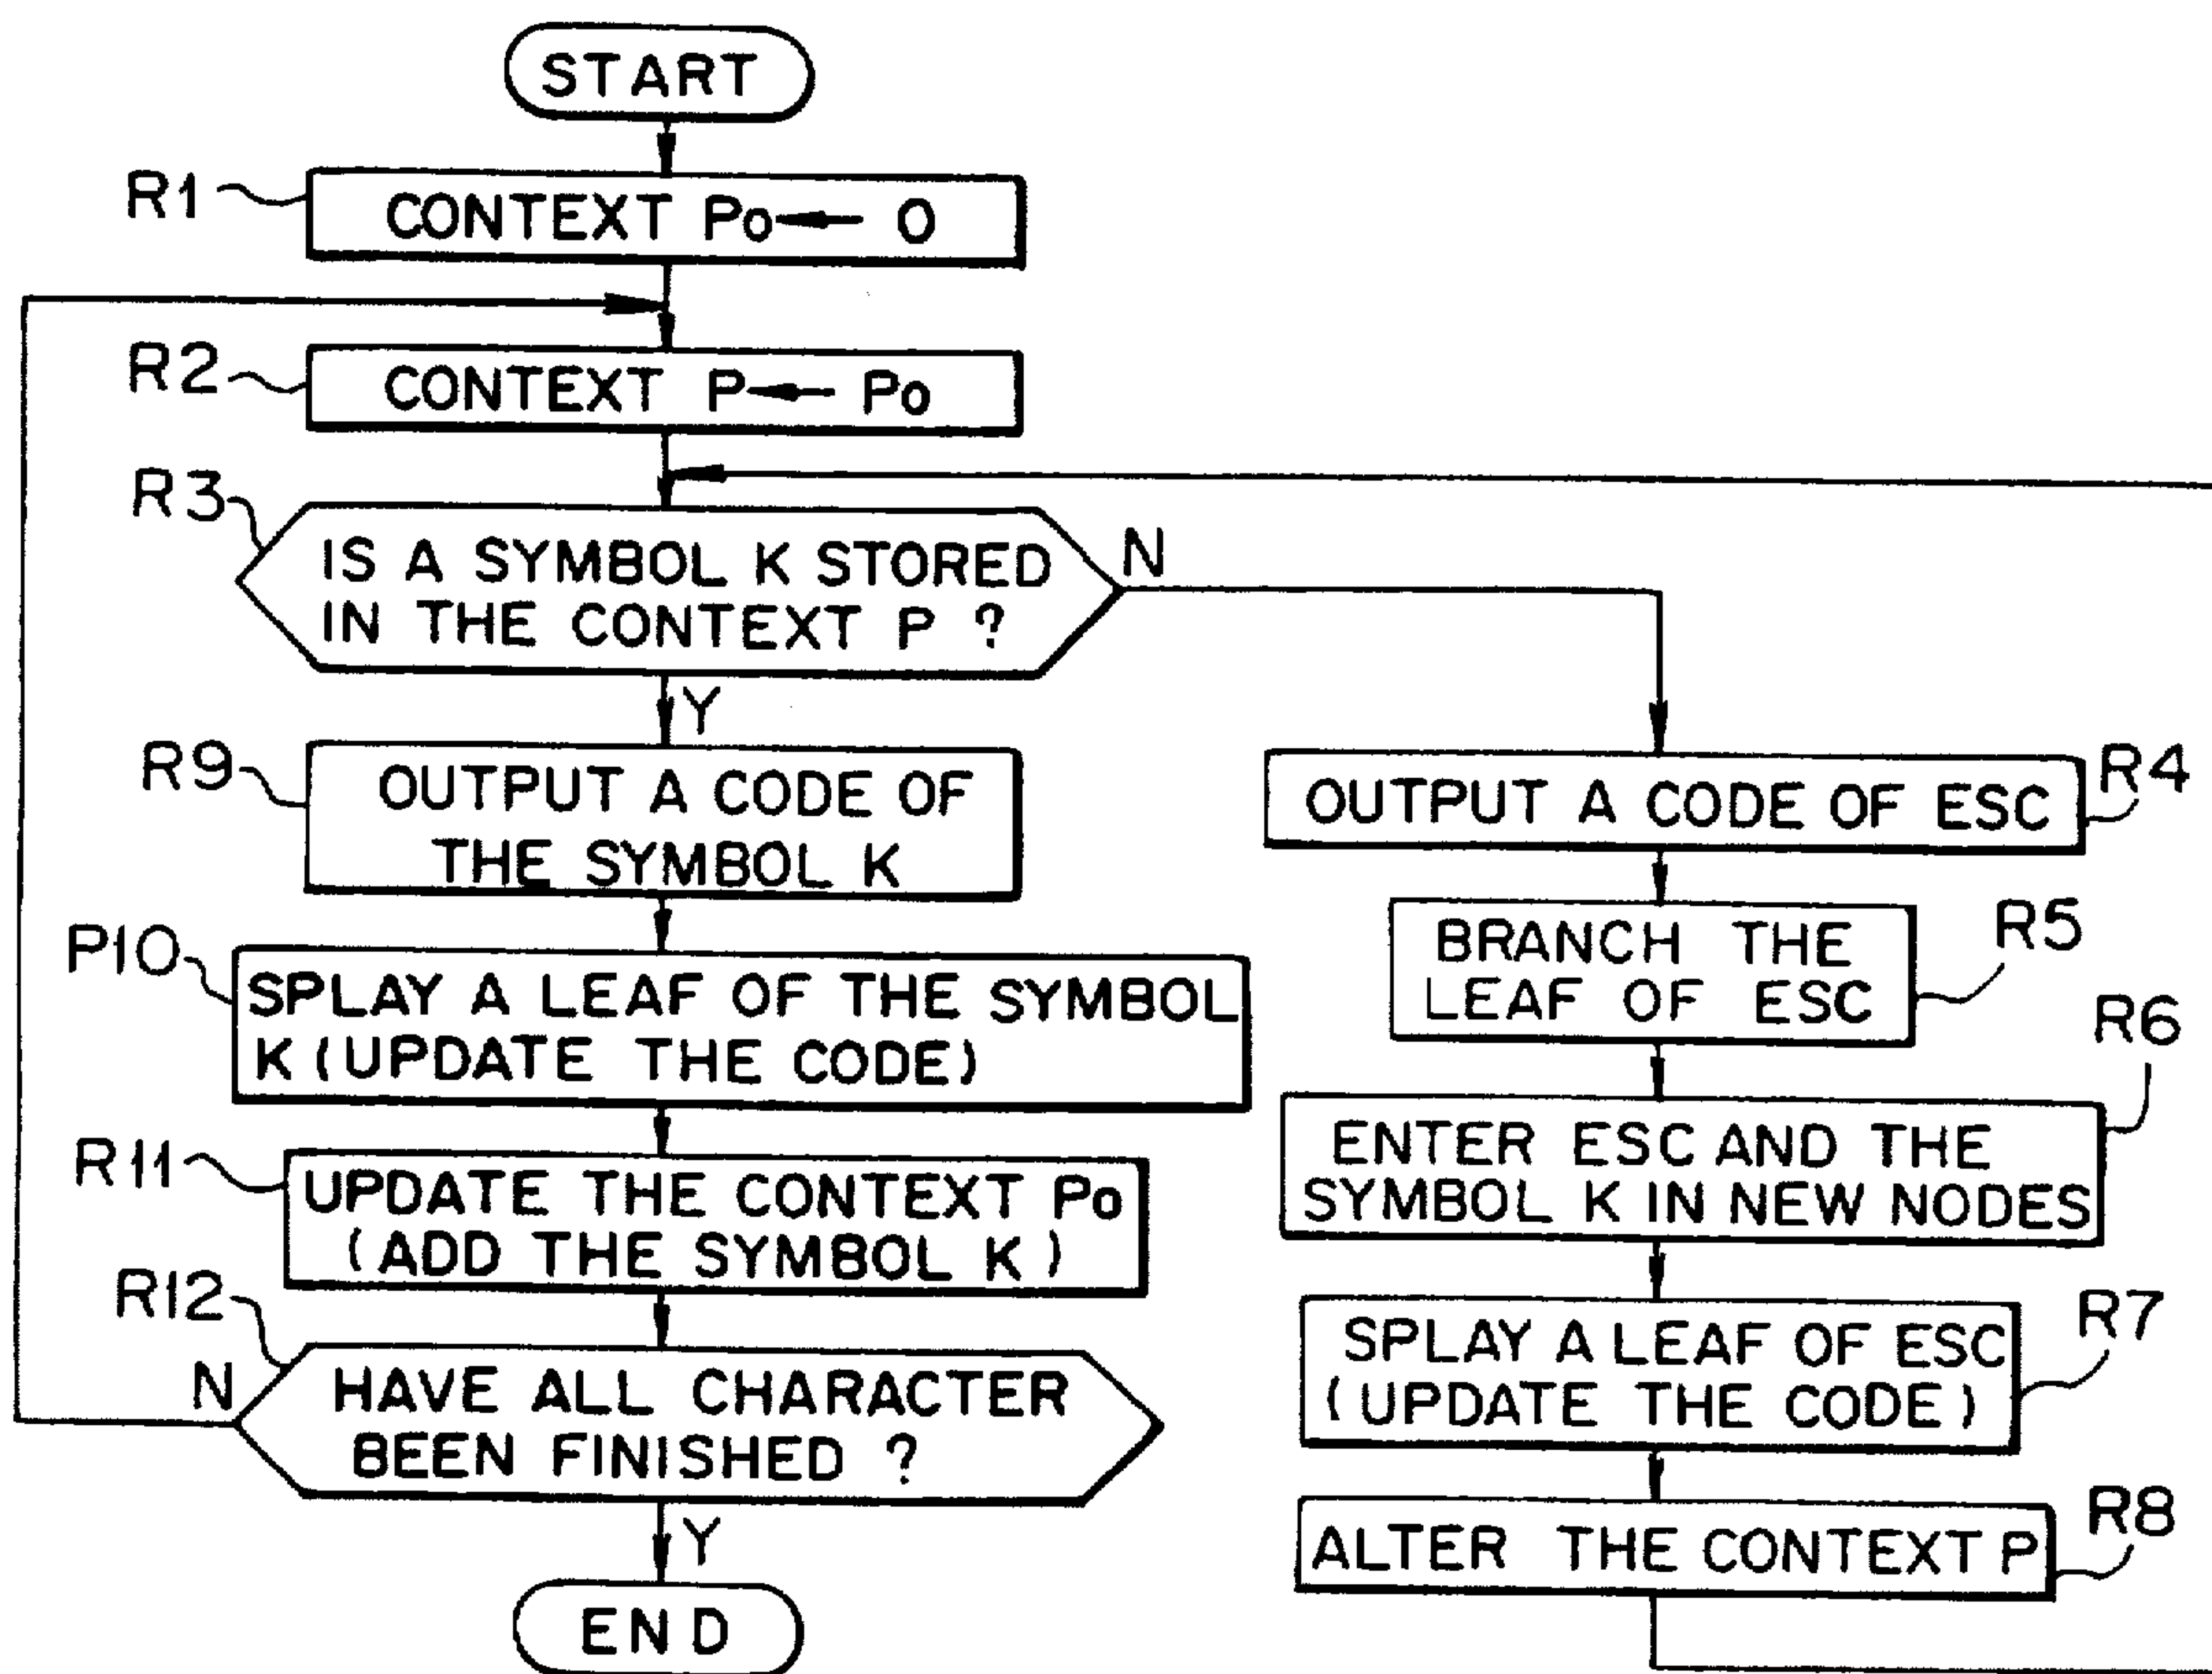 START
R1
CONTEXT Po ← O
R2
CONTEXT P ← Po
R3
IS A SYMBOL K STORED
IN THE CONTEXT P ?
N
Y
R9
OUTPUT A CODE OF
THE SYMBOL K
P10
SPLAY A LEAF OF THE SYMBOL
K (UPDATE THE CODE)
R11
UPDATE THE CONTEXT Po
(ADD THE SYMBOL K)
R12
N
HAVE ALL CHARACTER
BEEN FINISHED ?
Y
END
R4
OUTPUT A CODE OF ESC
R5
BRANCH THE
LEAF OF ESC
R6
ENTER ESC AND THE
SYMBOL K IN NEW NODES
R7
SPLAY A LEAF OF ESC
(UPDATE THE CODE)
R8
ALTER THE CONTEXT P